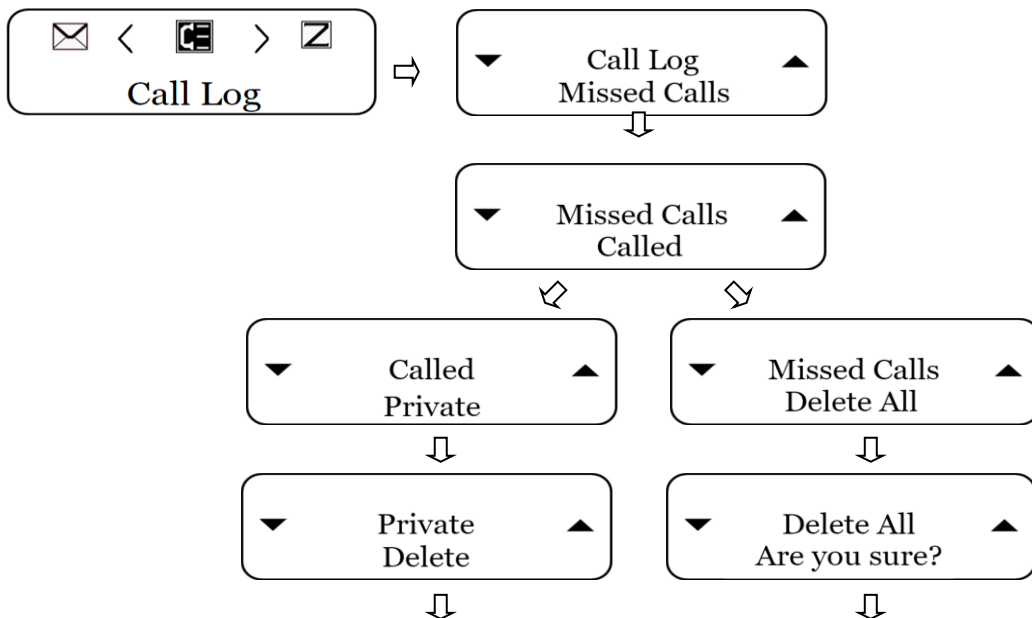 Call Log
Call Log
Missed Calls
Missed Calls
Called
Called
Private
Missed Calls
Delete All
Private
Delete
Delete All
Are you sure?